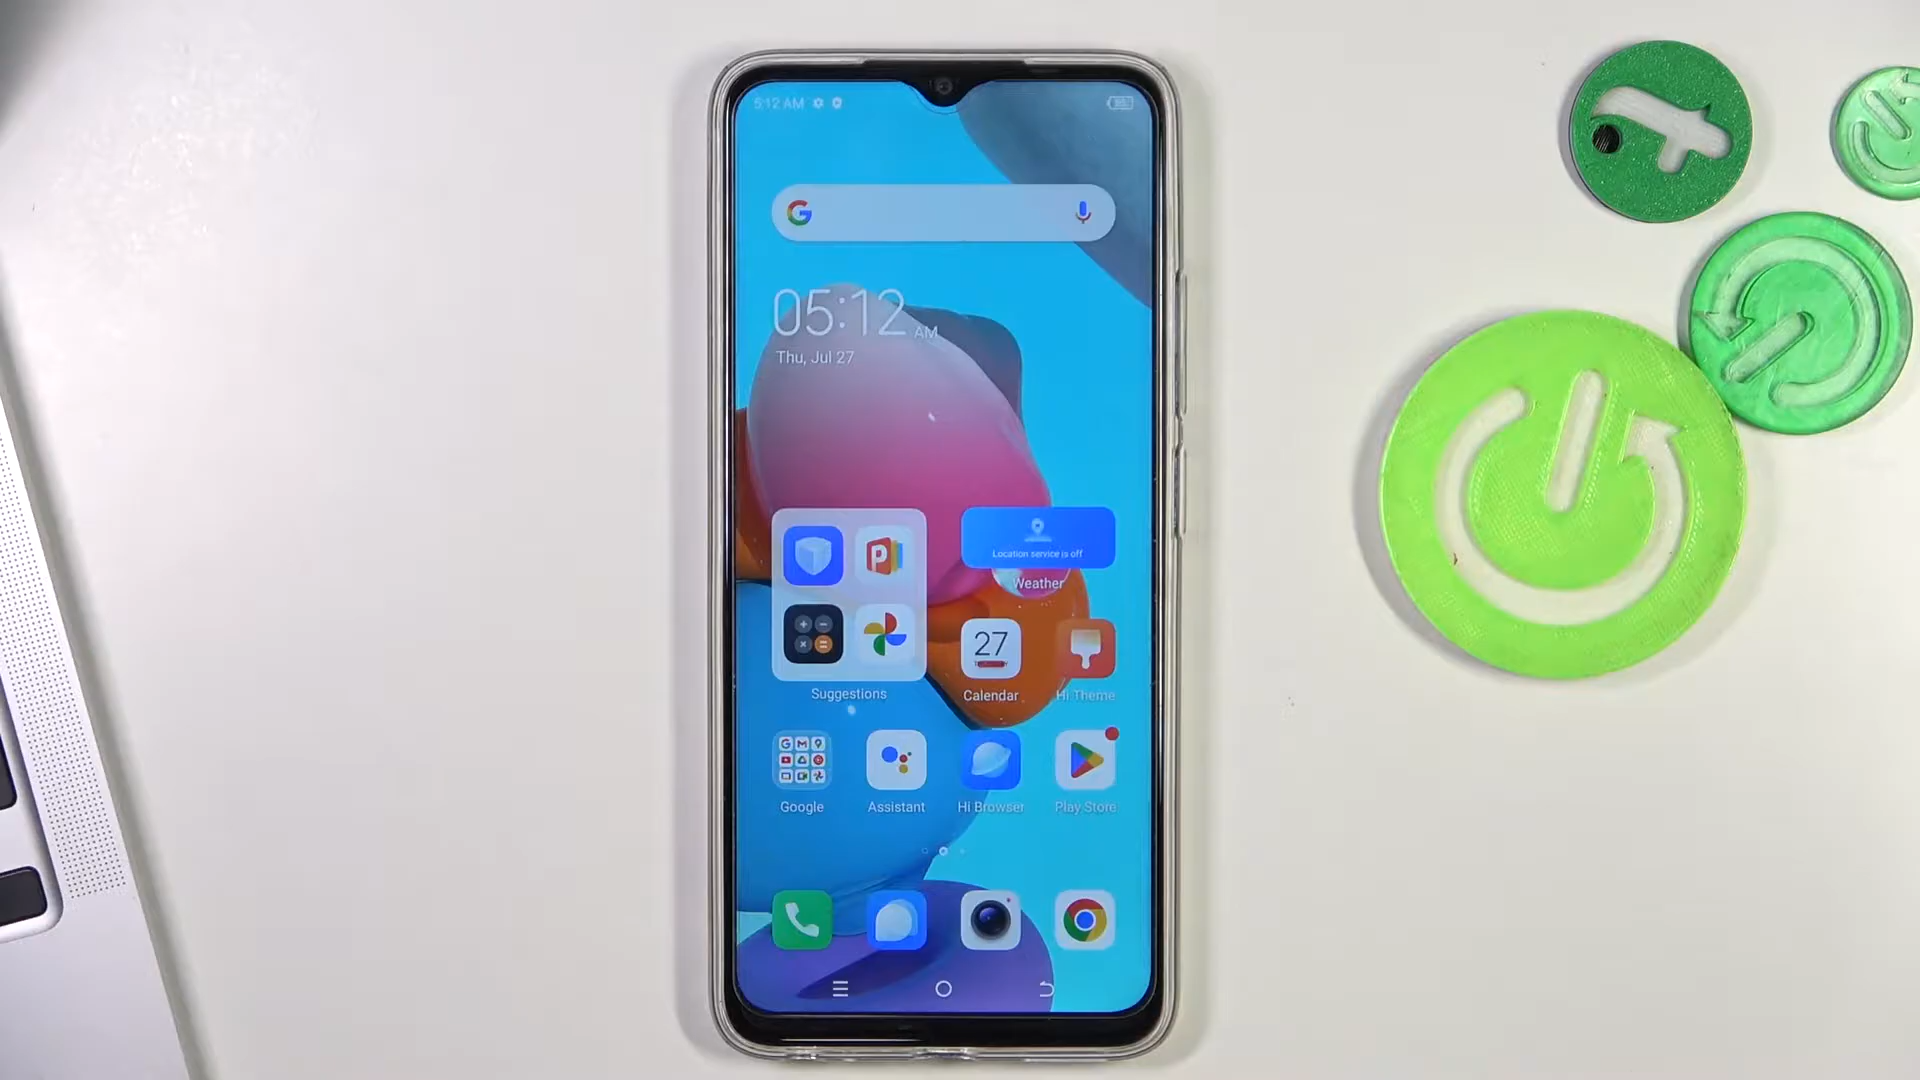 5:12 AM
05:12 AM
Thu, Jul 27
Location service is off
Weather
27
Suggestions
Calendar
Hi Theme
Google
Assistant
Hi Browser
Play Store